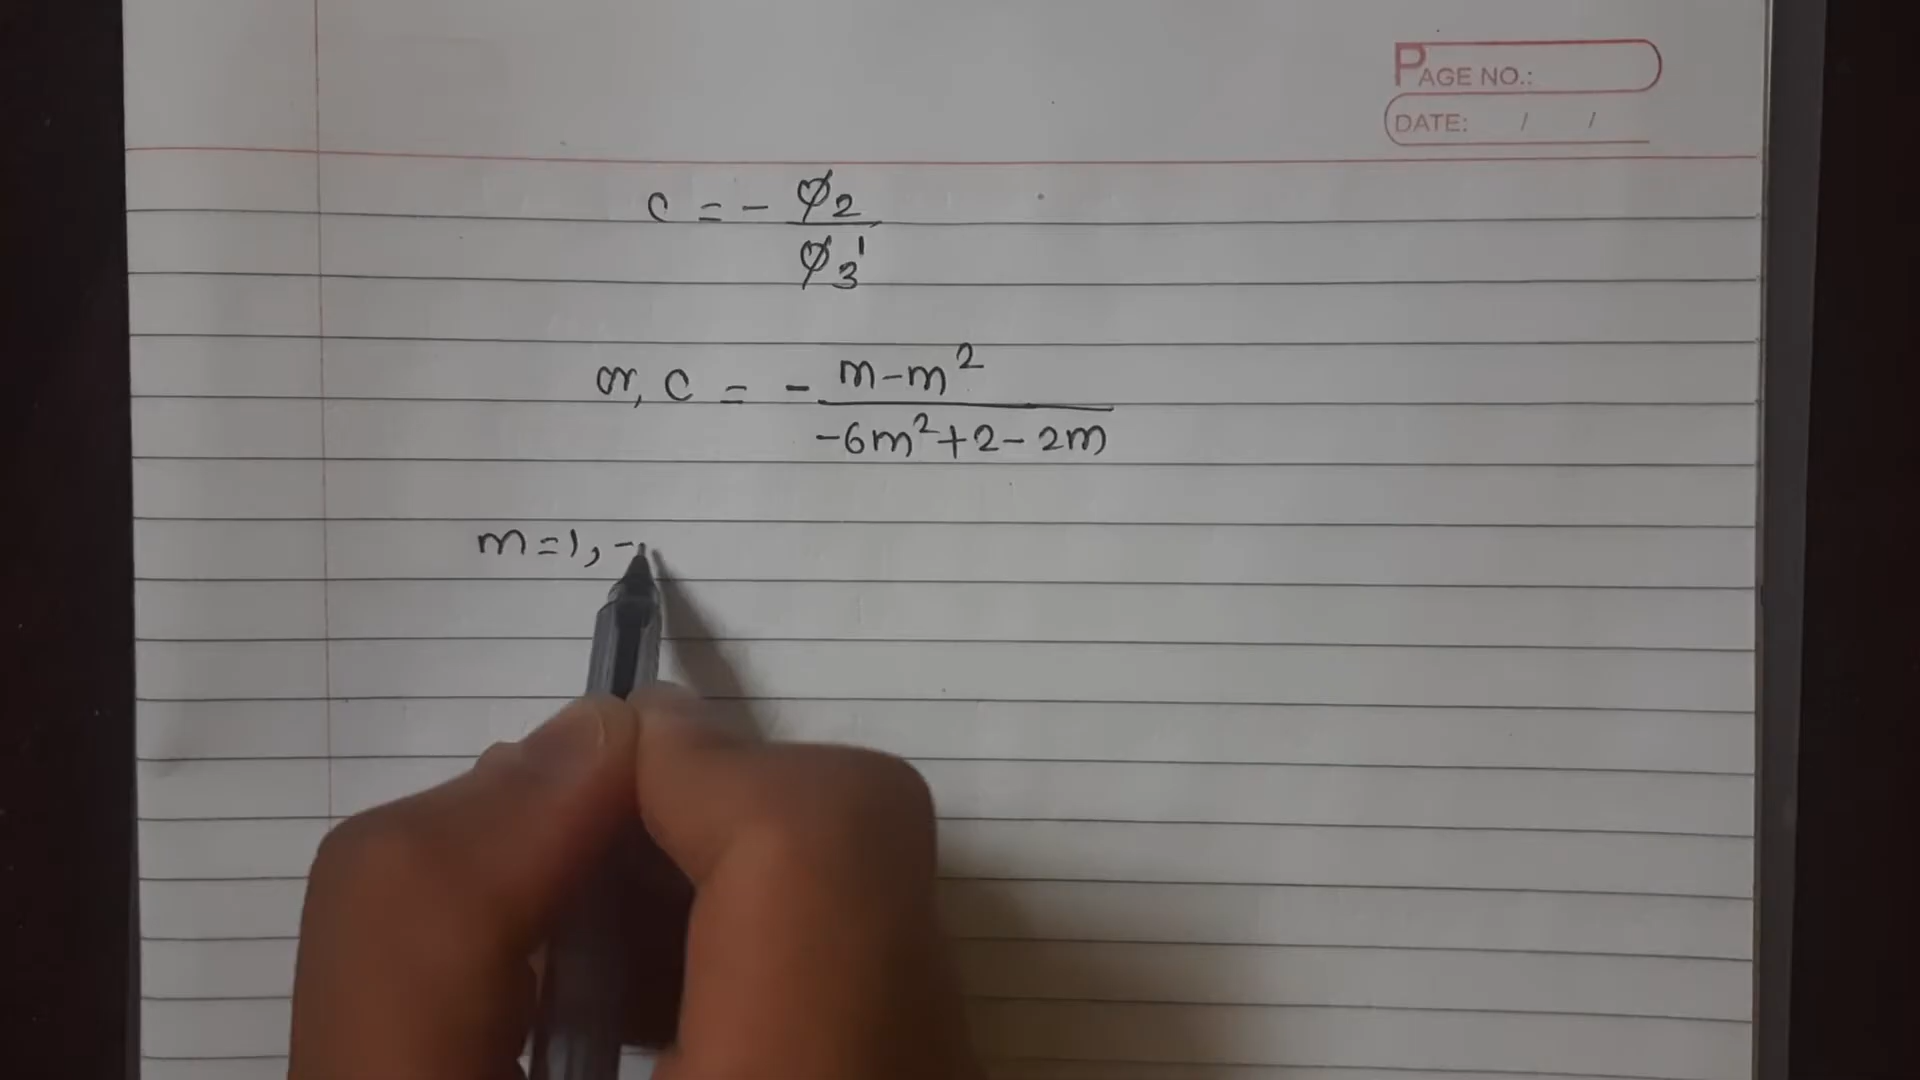 PAGE NO.:
DATE: / /
c = - φ2 / φ3'
or, c = - m-m² / -6m²+2-2m
m=1, -